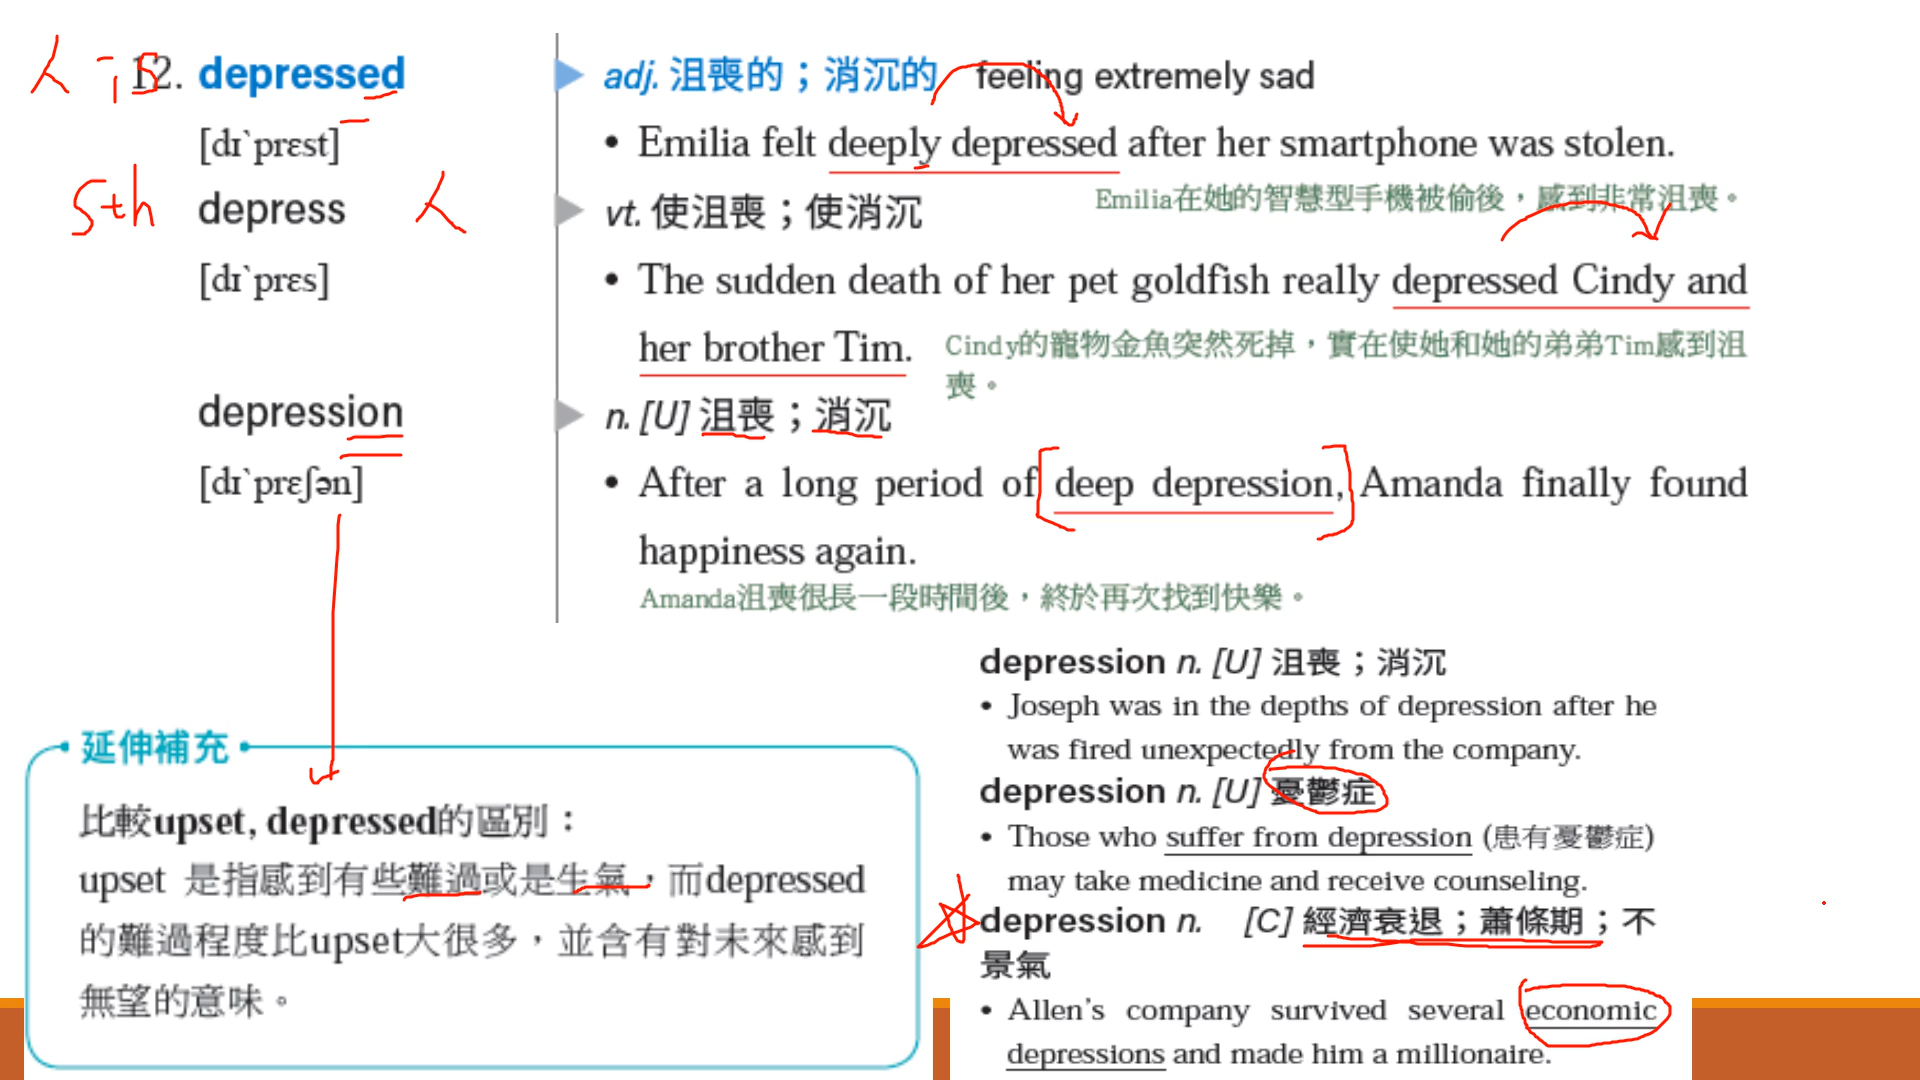 人 is
12. depressed
adj. 沮喪的；消沉的 feeling extremely sad
[dɪˋprɛst]
• Emilia felt deeply depressed after her smartphone was stolen.
Emilia在她的智慧型手機被偷後，感到非常沮喪。
sth depress 人
vt. 使沮喪；使消沉
[dɪˋprɛs]
• The sudden death of her pet goldfish really depressed Cindy and
her brother Tim.
Cindy的寵物金魚突然死掉，實在使她和她的弟弟Tim感到沮
喪。
depression
n. [U] 沮喪；消沉
[dɪˋprɛʃən]
• After a long period of deep depression, Amanda finally found
happiness again.
Amanda沮喪很長一段時間後，終於再次找到快樂。
延伸補充
比較upset, depressed的區別：
upset 是指感到有些難過或是生氣，而depressed
的難過程度比upset大很多，並含有對未來感到
無望的意味。
depression n. [U] 沮喪；消沉
• Joseph was in the depths of depression after he
was fired unexpectedly from the company.
depression n. [U] 憂鬱症
• Those who suffer from depression (患有憂鬱症)
may take medicine and receive counseling.
depression n. [C] 經濟衰退；蕭條期；不
景氣
• Allen's company survived several economic
depressions and made him a millionaire.